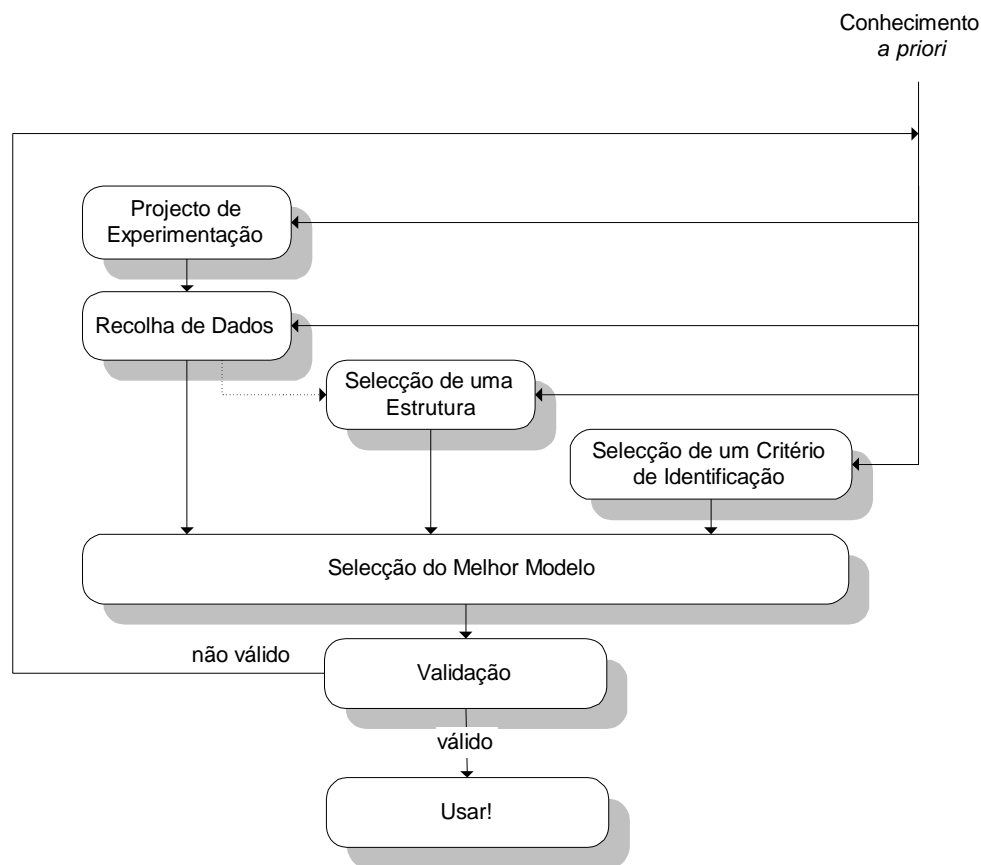 Conhecimento
a priori
Projecto de
Experimentação
Recolha de Dados
Selecção de uma
Estrutura
Selecção de um Critério
de Identificação
Selecção do Melhor Modelo
não válido
Validação
válido
Usar!